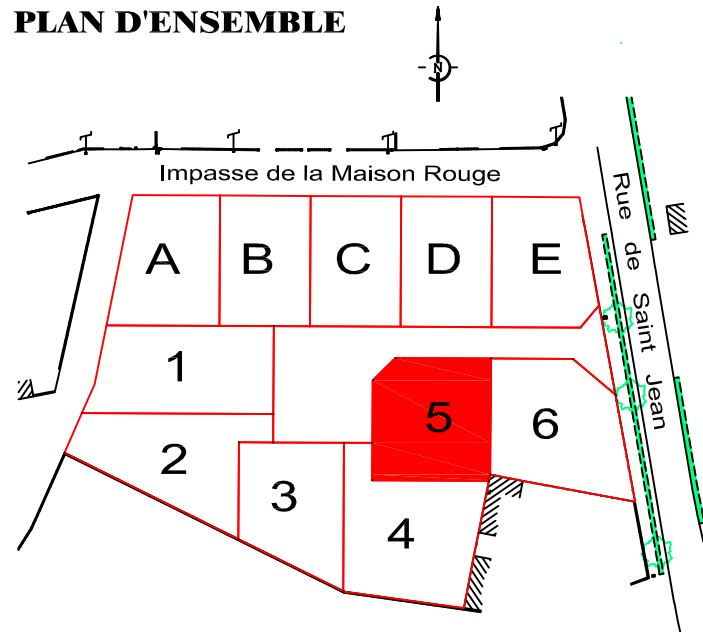 PLAN D'ENSEMBLE
N
Impasse de la Maison Rouge
Rue de Saint Jean
A B C D E
1
5
6
2
3
4